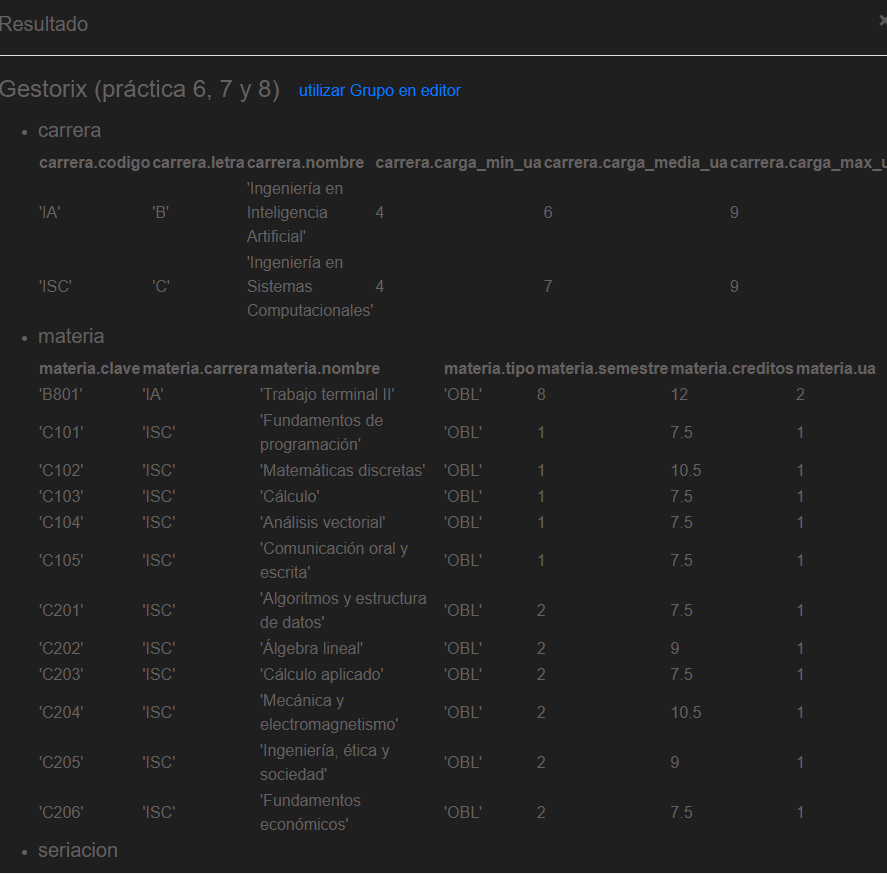 Resultado ×
Gestorix (práctica 6, 7 y 8) utilizar Grupo en editor
• carrera
carrera.codigo carrera.letra carrera.nombre carrera.carga_min_ua carrera.carga_media_ua carrera.carga_max_u
'IA' 'B' 'Ingeniería en Inteligencia Artificial' 4 6 9
'ISC' 'C' 'Ingeniería en Sistemas Computacionales' 4 7 9
• materia
materia.clave materia.carrera materia.nombre materia.tipo materia.semestre materia.creditos materia.ua
'B801' 'IA' 'Trabajo terminal II' 'OBL' 8 12 2
'C101' 'ISC' 'Fundamentos de programación' 'OBL' 1 7.5 1
'C102' 'ISC' 'Matemáticas discretas' 'OBL' 1 10.5 1
'C103' 'ISC' 'Cálculo' 'OBL' 1 7.5 1
'C104' 'ISC' 'Análisis vectorial' 'OBL' 1 7.5 1
'C105' 'ISC' 'Comunicación oral y escrita' 'OBL' 1 7.5 1
'C201' 'ISC' 'Algoritmos y estructura de datos' 'OBL' 2 7.5 1
'C202' 'ISC' 'Álgebra lineal' 'OBL' 2 9 1
'C203' 'ISC' 'Cálculo aplicado' 'OBL' 2 7.5 1
'C204' 'ISC' 'Mecánica y electromagnetismo' 'OBL' 2 10.5 1
'C205' 'ISC' 'Ingeniería, ética y sociedad' 'OBL' 2 9 1
'C206' 'ISC' 'Fundamentos económicos' 'OBL' 2 7.5 1
• seriacion